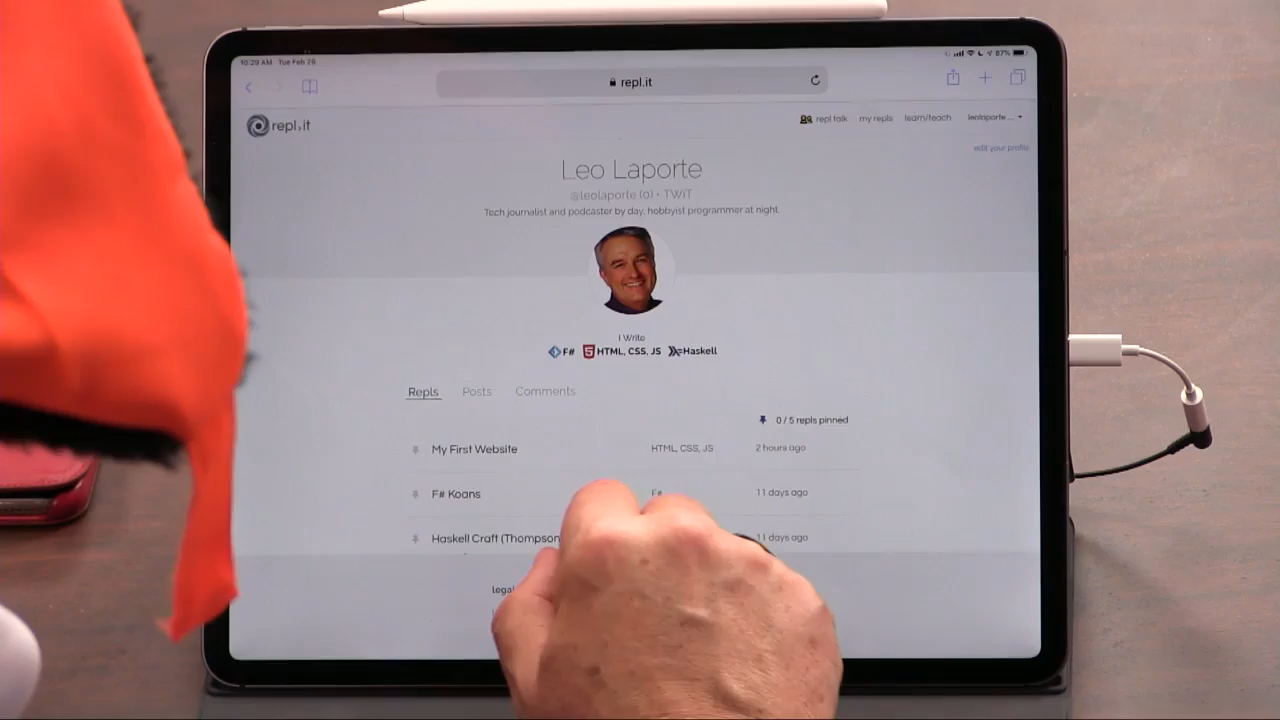 10:29 AM Tue Feb 26
87%
repl.it
repl.it
repl talk my repls learn/teach leolaporte ...
edit your profile
Leo Laporte
@leolaporte (0) • TWiT
Tech journalist and podcaster by day, hobbyist programmer at night.
I Write
F# HTML, CSS, JS Haskell
Repls Posts Comments
0 / 5 repls pinned
My First Website HTML, CSS, JS 2 hours ago
F# Koans F# 11 days ago
Haskell Craft (Thompson 11 days ago
legal